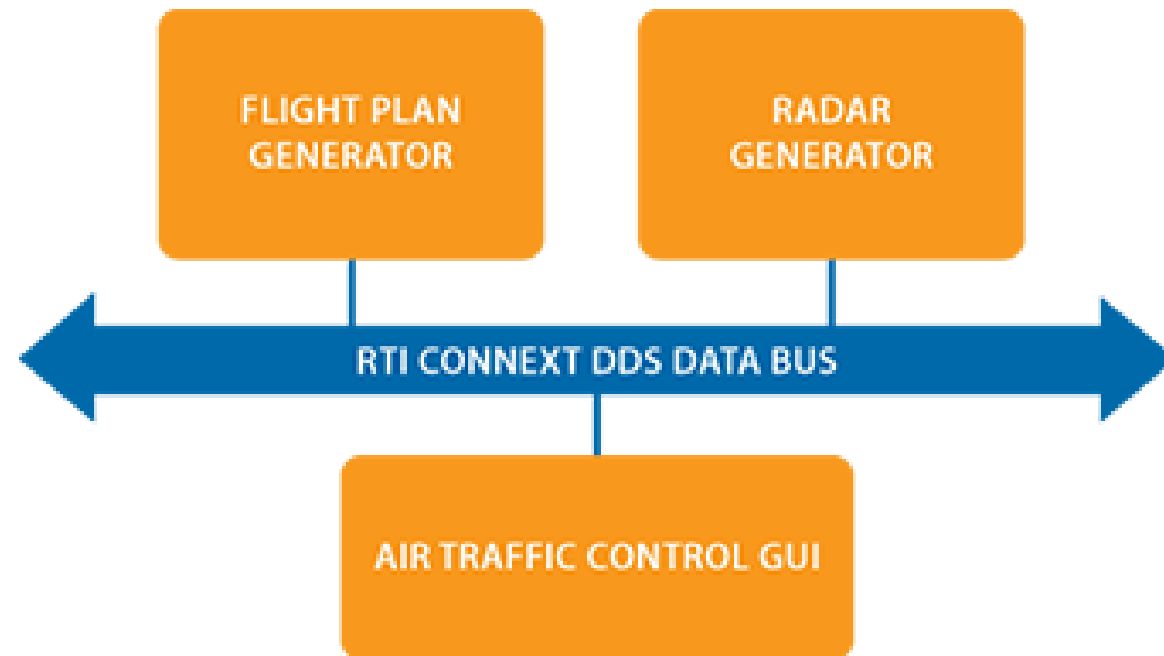 FLIGHT PLAN
GENERATOR
RADAR
GENERATOR
RTI CONNEXT DDS DATA BUS
AIR TRAFFIC CONTROL GUI